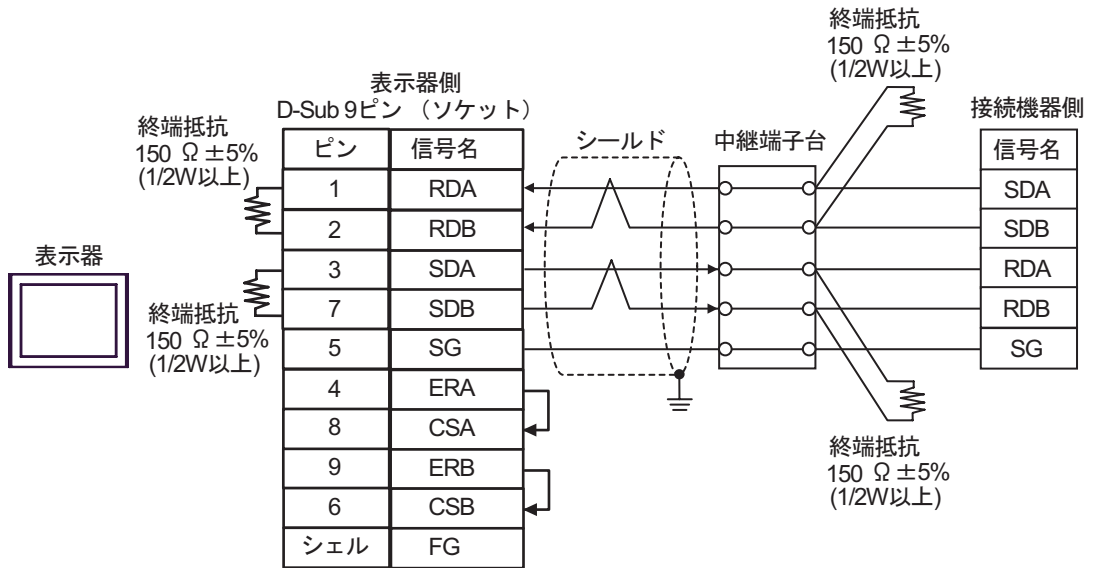 終端抵抗
150 Ω ±5%
(1/2W以上)
表示器側
D-Sub 9ピン （ソケット）
接続機器側
終端抵抗
150 Ω ±5%
(1/2W以上)
シールド
中継端子台
ピン 信号名
信号名
1 RDA
SDA
2 RDB
SDB
表示器
3 SDA
RDA
7 SDB
RDB
終端抵抗
150 Ω ±5%
(1/2W以上)
5 SG
SG
4 ERA
8 CSA
9 ERB
6 CSB
シェル FG
終端抵抗
150 Ω ±5%
(1/2W以上)